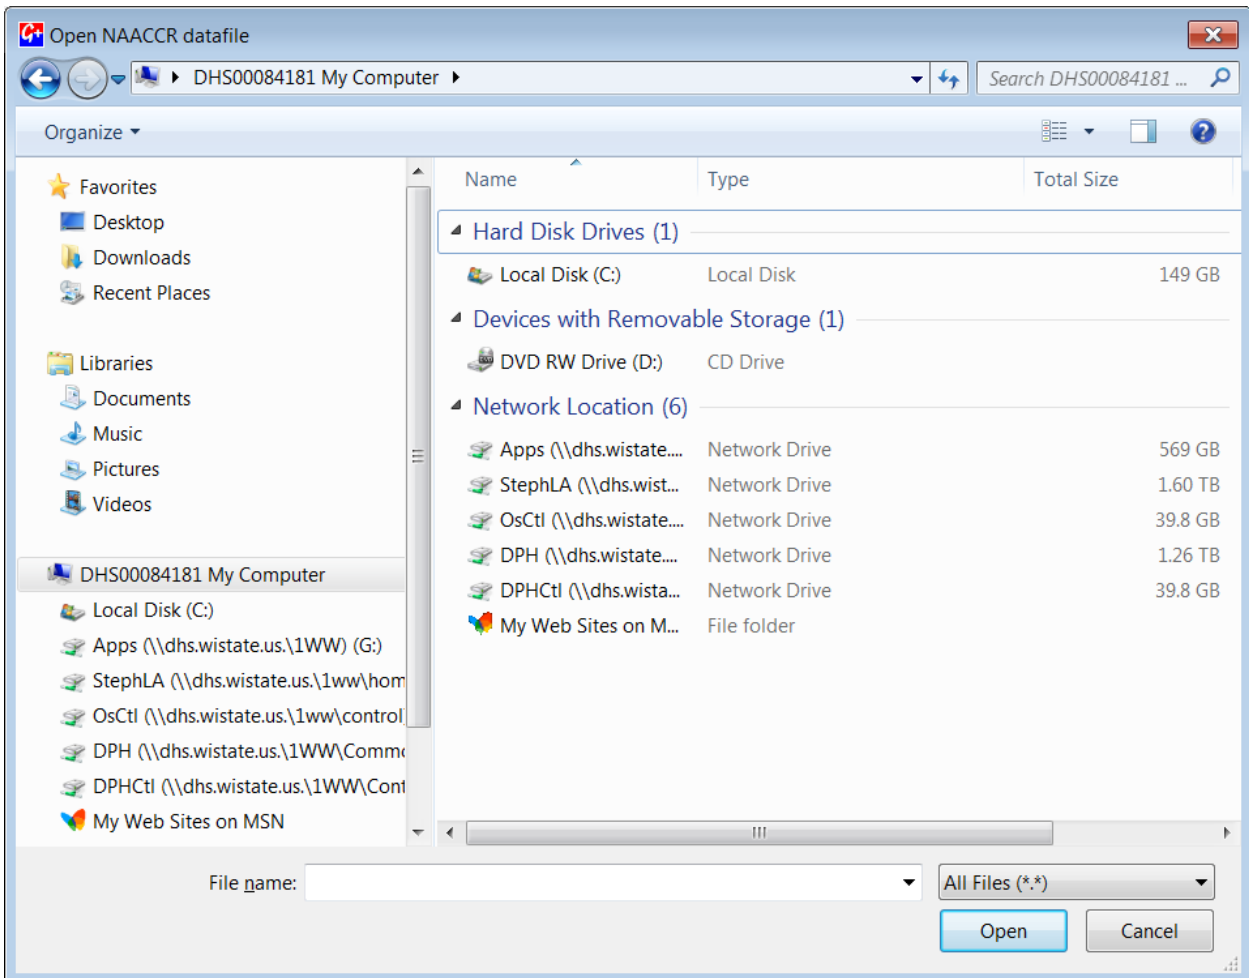 Open NAACCR datafile
DHS00084181 My Computer
Search DHS00084181 ...
Organize
Favorites
Desktop
Downloads
Recent Places
Libraries
Documents
Music
Pictures
Videos
DHS00084181 My Computer
Local Disk (C:)
Apps (\\dhs.wistate.us.\1WW) (G:)
StephLA (\\dhs.wistate.us.\1ww\hom
OsCtl (\\dhs.wistate.us.\1ww\control
DPH (\\dhs.wistate.us.\1WW\Commo
DPHCtl (\\dhs.wistate.us.\1WW\Cont
My Web Sites on MSN
Name Type Total Size
Hard Disk Drives (1)
Local Disk (C:) Local Disk 149 GB
Devices with Removable Storage (1)
DVD RW Drive (D:) CD Drive
Network Location (6)
Apps (\\dhs.wistate.... Network Drive 569 GB
StephLA (\\dhs.wist... Network Drive 1.60 TB
OsCtl (\\dhs.wistate.... Network Drive 39.8 GB
DPH (\\dhs.wistate.... Network Drive 1.26 TB
DPHCtl (\\dhs.wista... Network Drive 39.8 GB
My Web Sites on M... File folder
File name:
All Files (*.*)
Open Cancel